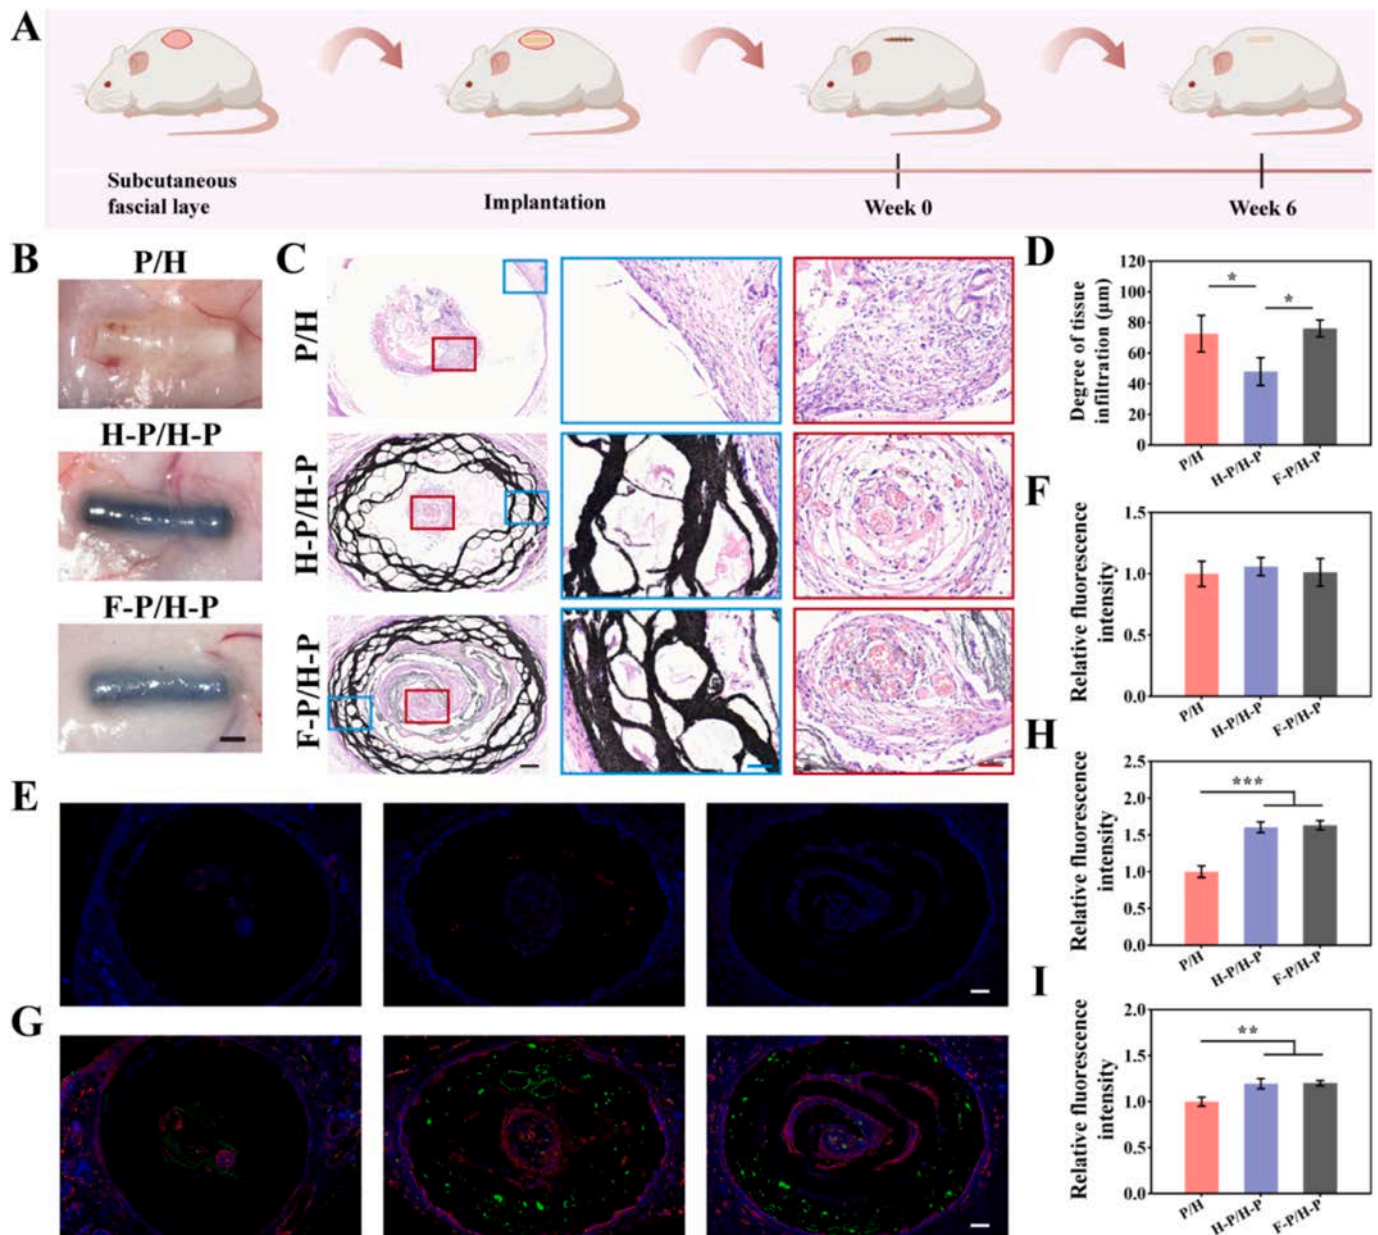 A
Subcutaneous
fascial laye
Implantation
Week 0
Week 6
B
P/H
H-P/H-P
F-P/H-P
C
P/H
H-P/H-P
F-P/H-P
D
Degree of tissue
infiltration (μm)
120
100
80
60
40
20
0
*
*
P/H
H-P/H-P
F-P/H-P
E
F
Relative fluorescence
intensity
1.5
1.0
0.5
0.0
P/H
H-P/H-P
F-P/H-P
G
H
Relative fluorescence
intensity
2.5
2.0
1.5
1.0
0.5
0.0
***
P/H
H-P/H-P
F-P/H-P
I
Relative fluorescence
intensity
2.0
1.5
1.0
0.5
0.0
**
P/H
H-P/H-P
F-P/H-P